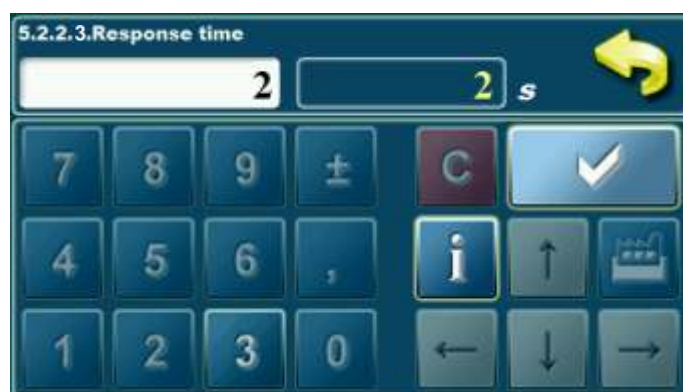 5.2.2.3.Response time
2 2 s
7 8 9 ± C
4 5 6 , i ↑
1 2 3 0 ← ↓ →